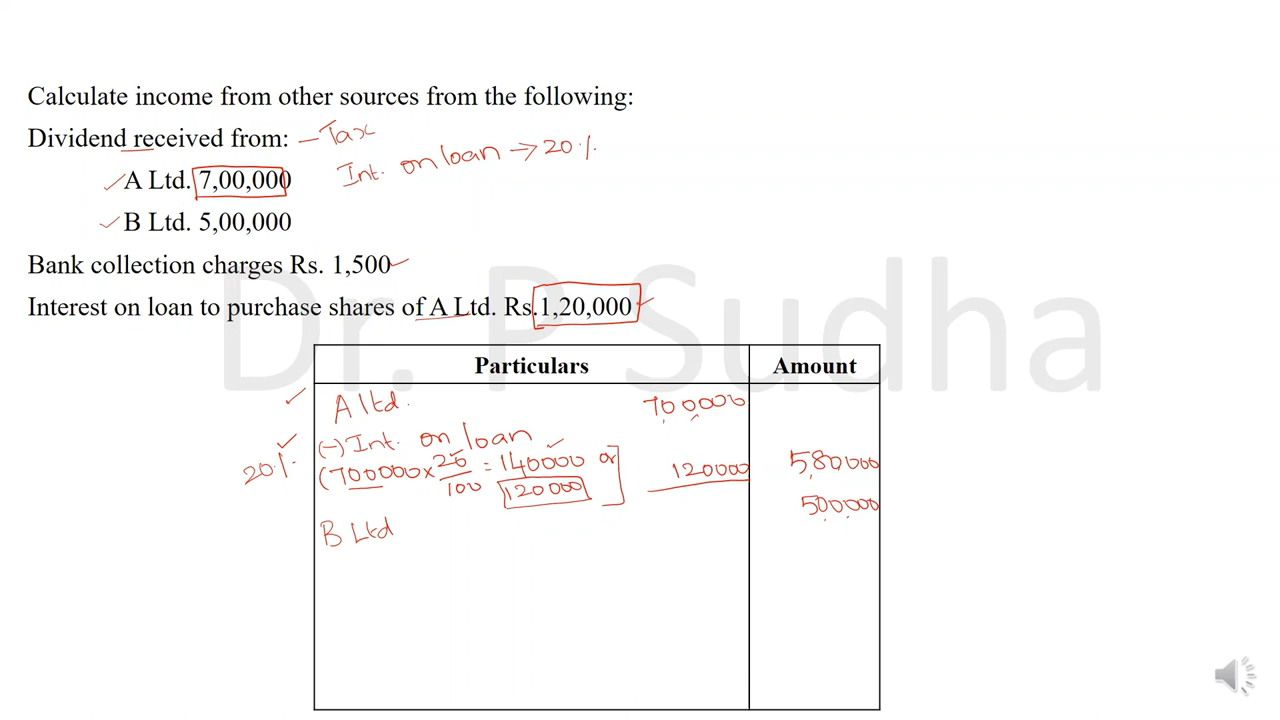 Calculate income from other sources from the following:
Dividend received from: - Tax
Int. on loan → 20%
A Ltd. 7,00,000
B Ltd. 5,00,000
Bank collection charges Rs. 1,500
Interest on loan to purchase shares of A Ltd. Rs.1,20,000
Dr. P Sudha
Particulars Amount
A Ltd. 700000
(-) Int. on loan
20% (700000 × 20/100 = 140000 or 120000 580000
120000]
500000
B Ltd